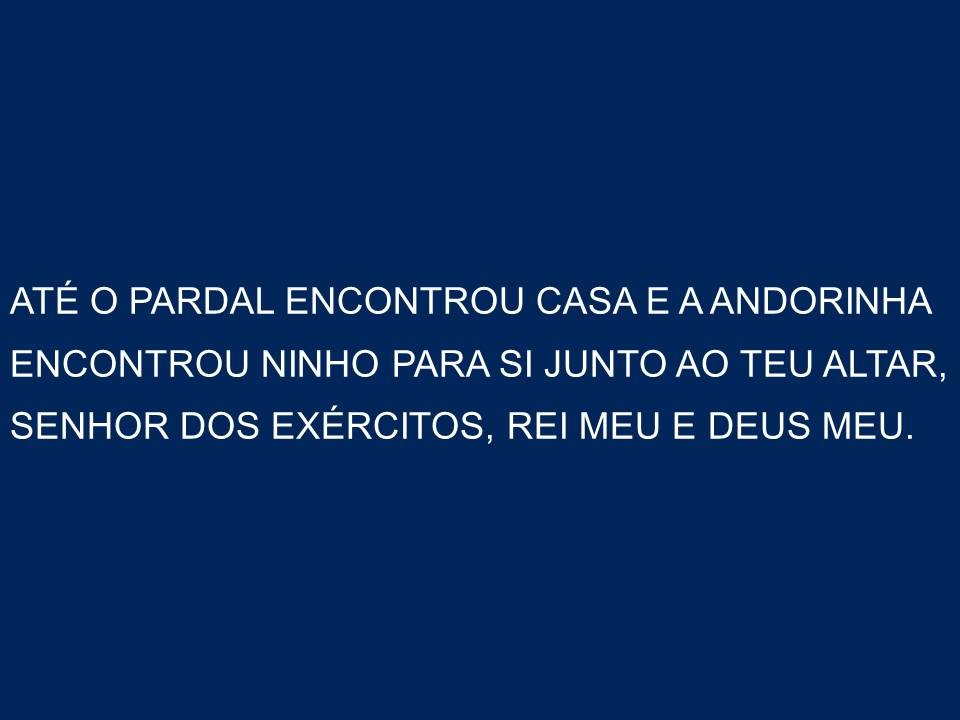 ATÉ O PARDAL ENCONTROU CASA E A ANDORINHA
ENCONTROU NINHO PARA SI JUNTO AO TEU ALTAR,
SENHOR DOS EXÉRCITOS, REI MEU E DEUS MEU.